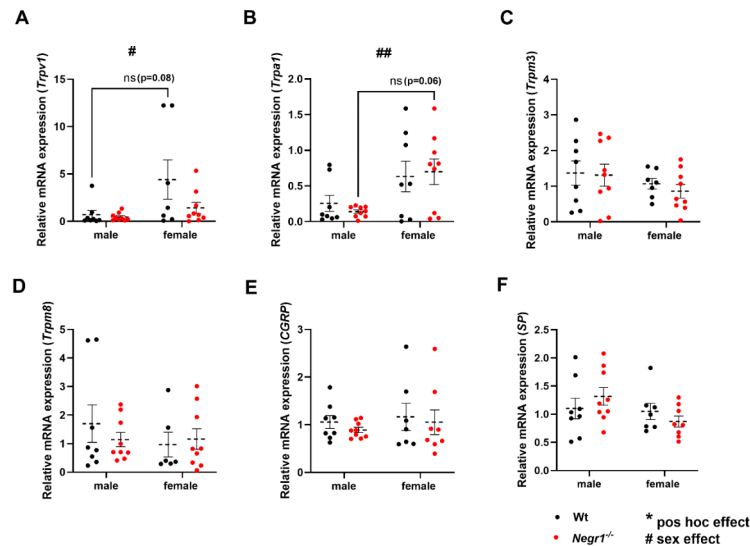 A
#
ns (p=0.08)
Relative mRNA expression (Trpv1)
15
10
5
0
male
female
B
##
ns (p=0.06)
Relative mRNA expression (Trpa1)
2.0
1.5
1.0
0.5
0.0
male
female
C
Relative mRNA expression (Trpm3)
4
3
2
1
0
male
female
D
Relative mRNA expression (Trpm8)
5
4
3
2
1
0
male
female
E
Relative mRNA expression (CGRP)
3
2
1
0
male
female
F
Relative mRNA expression (SP)
2.5
2.0
1.5
1.0
0.5
0.0
male
female
Wt
Negr1-/-
* pos hoc effect
# sex effect